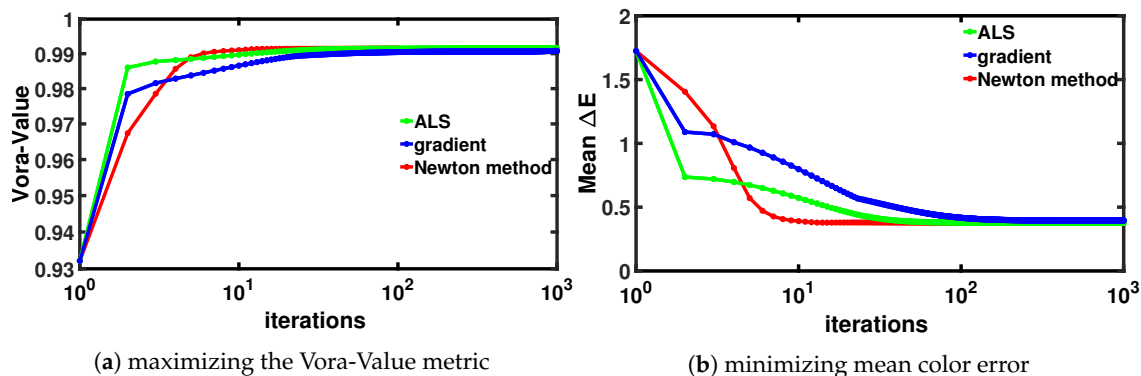 1
0.99
0.98
0.97
0.96
0.95
0.94
0.93
Vora-Value
ALS
gradient
Newton method
10^0
10^1
10^2
10^3
iterations
(a) maximizing the Vora-Value metric
2
1.5
1
0.5
0
Mean ΔE
ALS
gradient
Newton method
10^0
10^1
10^2
10^3
iterations
(b) minimizing mean color error